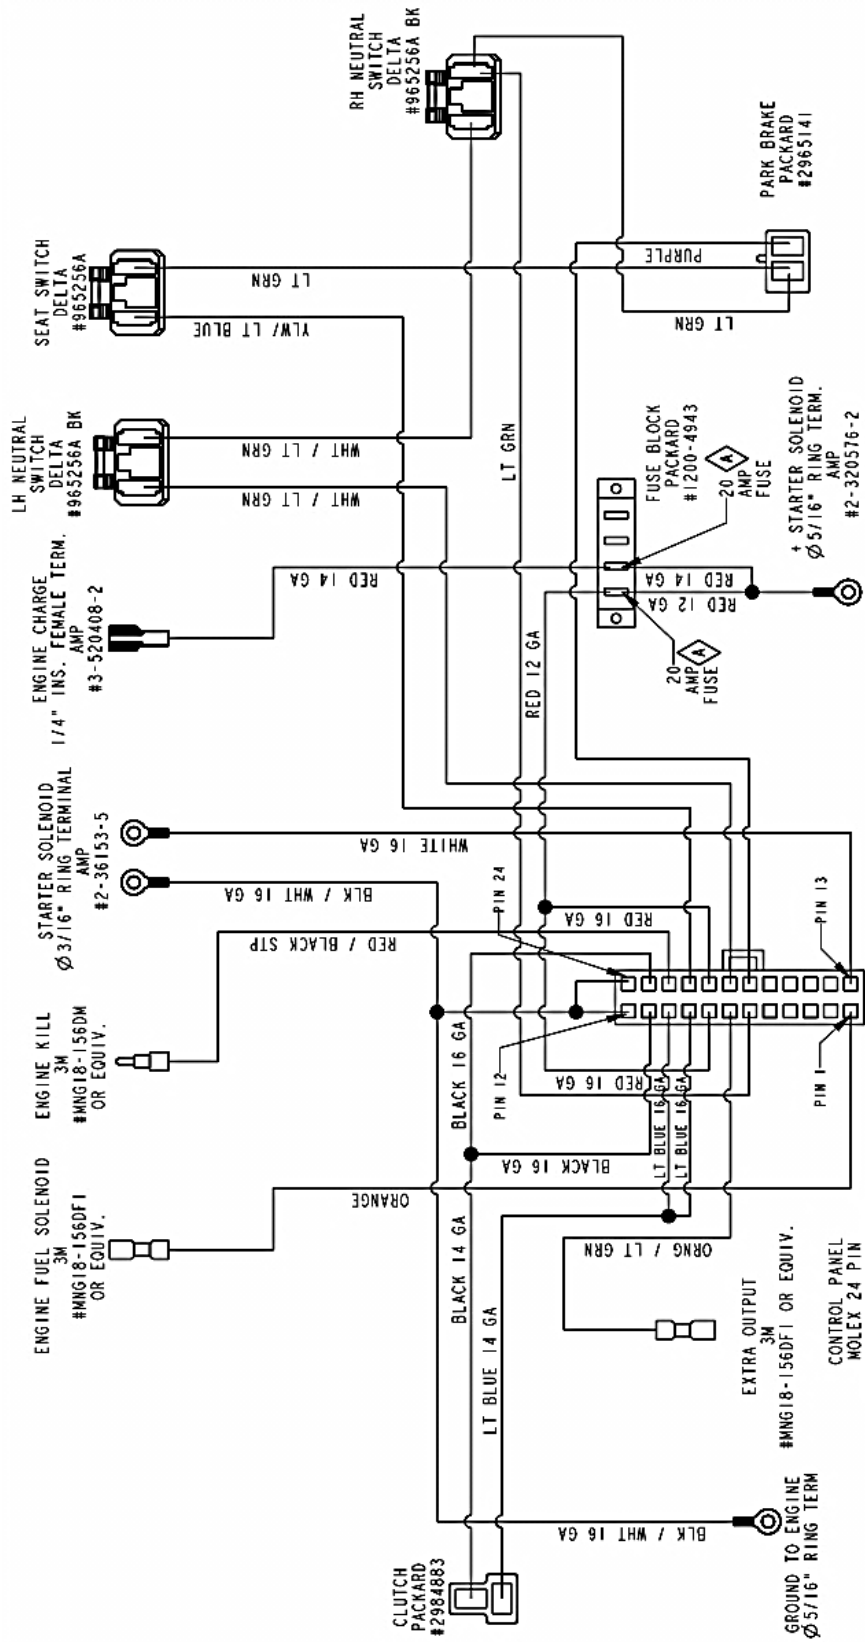 RH NEUTRAL
SWITCH
DELTA
#965256A BK
SEAT SWITCH
DELTA
#965256A
LH NEUTRAL
SWITCH
DELTA
#965256A BK
ENGINE CHARGE
1/4" INS. FEMALE TERM.
AMP
#3-520408-2
STARTER SOLENOID
Ø3/16" RING TERMINAL
AMP
#2-36153-5
ENGINE KILL
3M
#MNG18-156DM
OR EQUIV.
ENGINE FUEL SOLENOID
3M
#MNG18-156DFI
OR EQUIV.
CLUTCH
PACKARD
#2984883
PARK BRAKE
PACKARD
#2965141
FUSE BLOCK
PACKARD
#1200-4943
20 A
AMP
FUSE
20 A
AMP
FUSE
+ STARTER SOLENOID
Ø5/16" RING TERM.
AMP
#2-320576-2
CONTROL PANEL
MOLEX 24 PIN
EXTRA OUTPUT
3M
#MNG18-156DFI OR EQUIV.
GROUND TO ENGINE
Ø5/16" RING TERM
LT GRN
YLW/ LT BLUE
WHT / LT GRN
WHT / LT GRN
LT GRN
PURPLE
LT GRN
RED 14 GA
RED 14 GA
RED 12 GA
RED 12 GA
WHITE 16 GA
BLK / WHT 16 GA
RED / BLACK STP
RED 16 GA
RED 16 GA
PIN 24
PIN 13
PIN 12
PIN 1
BLACK 16 GA
BLACK 16 GA
LT BLUE 16 GA
LT BLUE 16 GA
ORANGE
ORNG / LT GRN
BLACK 14 GA
LT BLUE 14 GA
BLK / WHT 16 GA